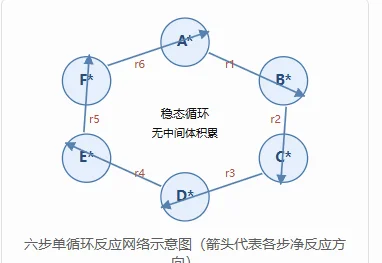 A*
r6
r1
F*
B*
稳态循环
r5
r2
无中间体积累
E*
C*
r4
r3
D*
六步单循环反应网络示意图（箭头代表各步净反应方
向）